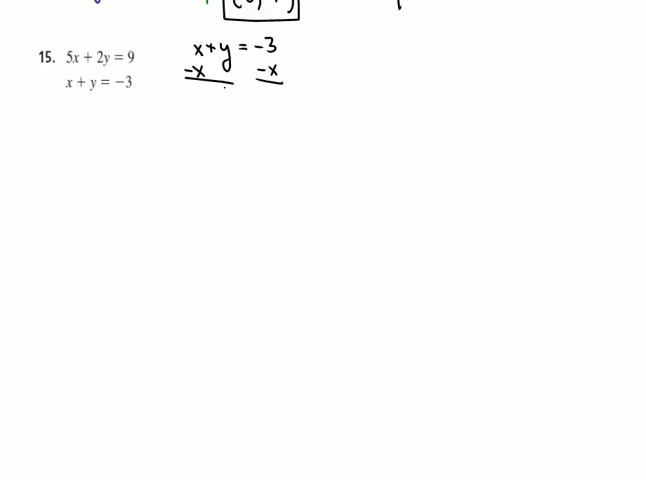 15. 5x + 2y = 9
x + y = −3
x+y = -3
-x -x